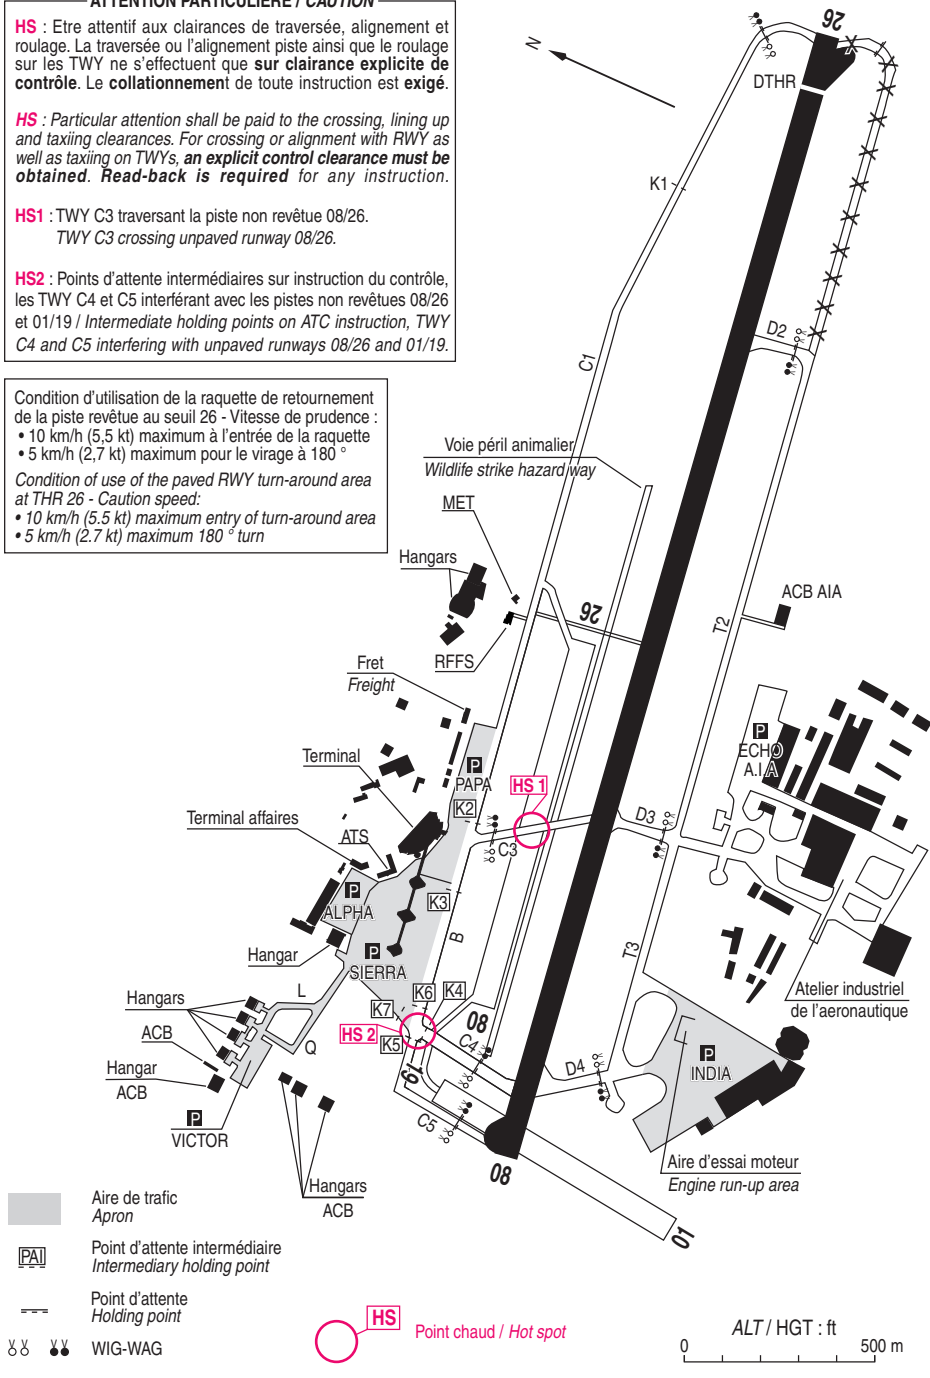 ATTENTION PARTICULIERE / CAUTION
HS : Etre attentif aux clairances de traversée, alignement et
roulage. La traversée ou l'alignement piste ainsi que le roulage
sur les TWY ne s'effectuent que sur clairance explicite de
contrôle. Le collationnement de toute instruction est exigé.
HS : Particular attention shall be paid to the crossing, lining up
and taxiing clearances. For crossing or alignment with RWY as
well as taxiing on TWYs, an explicit control clearance must be
obtained. Read-back is required for any instruction.
HS1 : TWY C3 traversant la piste non revêtue 08/26.
TWY C3 crossing unpaved runway 08/26.
HS2 : Points d'attente intermédiaires sur instruction du contrôle,
les TWY C4 et C5 interférant avec les pistes non revêtues 08/26
et 01/19 / Intermediate holding points on ATC instruction, TWY
C4 and C5 interfering with unpaved runways 08/26 and 01/19.
Condition d'utilisation de la raquette de retournement
de la piste revêtue au seuil 26 - Vitesse de prudence :
• 10 km/h (5,5 kt) maximum à l'entrée de la raquette
• 5 km/h (2,7 kt) maximum pour le virage à 180 °
Condition of use of the paved RWY turn-around area
at THR 26 - Caution speed:
• 10 km/h (5.5 kt) maximum entry of turn-around area
• 5 km/h (2.7 kt) maximum 180 ° turn
N
26
DTHR
K1
D2
C1
Voie péril animalier
Wildlife strike hazard way
MET
Hangars
26
ACB AIA
T2
RFFS
Fret
Freight
P
ECHO
A.I.A
Terminal
P
PAPA
HS 1
K2
D3
Terminal affaires
ATS
C3
P
ALPHA
K3
B
T3
Hangar
P
SIERRA
L
K6
K4
Hangars
K7
08
Atelier industriel
de l'aeronautique
ACB
HS 2
K5
C4
Q
P
INDIA
Hangar
ACB
19
D4
P
VICTOR
C5
08
Aire d'essai moteur
Engine run-up area
Hangars
ACB
01
Aire de trafic
Apron
PAI
Point d'attente intermédiaire
Intermediary holding point
Point d'attente
Holding point
WIG-WAG
HS
Point chaud / Hot spot
ALT / HGT : ft
0
500 m